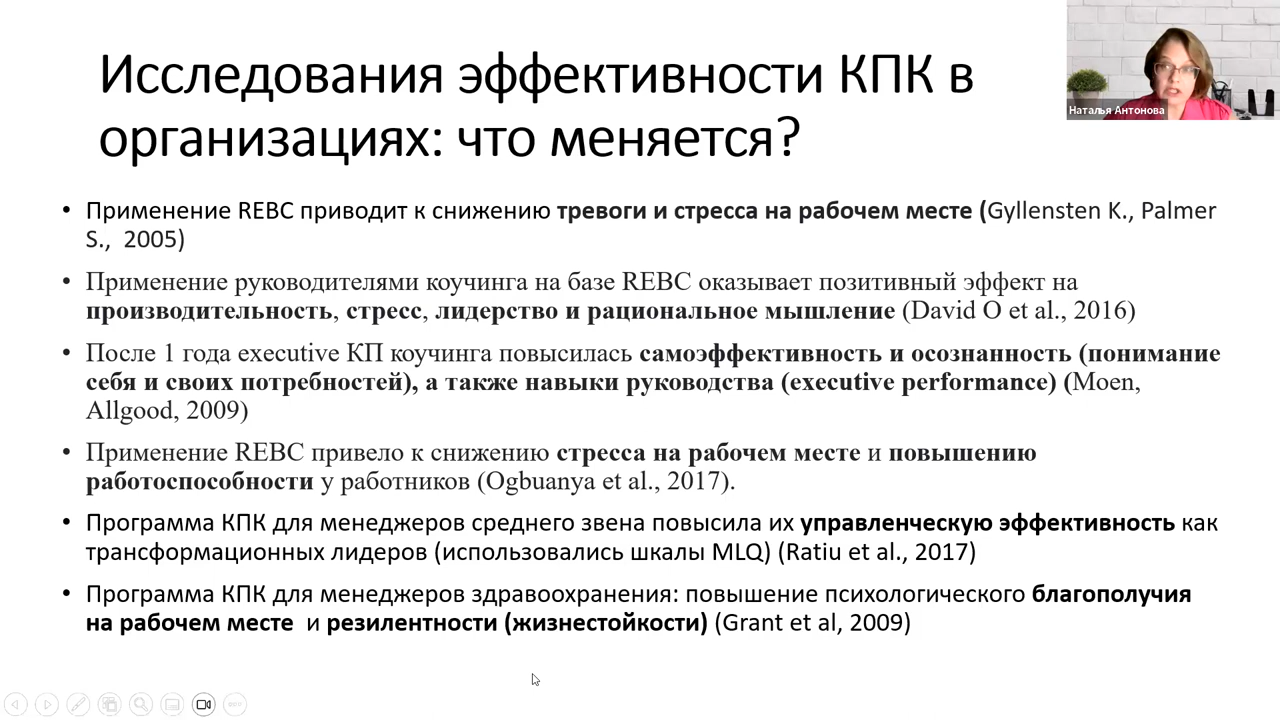 Исследования эффективности КПК в
организациях: что меняется?
Наталья Антонова
• Применение REBC приводит к снижению тревоги и стресса на рабочем месте (Gyllensten K., Palmer
S., 2005)
• Применение руководителями коучинга на базе REBC оказывает позитивный эффект на
производительность, стресс, лидерство и рациональное мышление (David O et al., 2016)
• После 1 года executive КП коучинга повысилась самоэффективность и осознанность (понимание
себя и своих потребностей), а также навыки руководства (executive performance) (Moen,
Allgood, 2009)
• Применение REBC привело к снижению стресса на рабочем месте и повышению
работоспособности у работников (Ogbuanya et al., 2017).
• Программа КПК для менеджеров среднего звена повысила их управленческую эффективность как
трансформационных лидеров (использовались шкалы MLQ) (Ratiu et al., 2017)
• Программа КПК для менеджеров здравоохранения: повышение психологического благополучия
на рабочем месте и резилентности (жизнестойкости) (Grant et al, 2009)